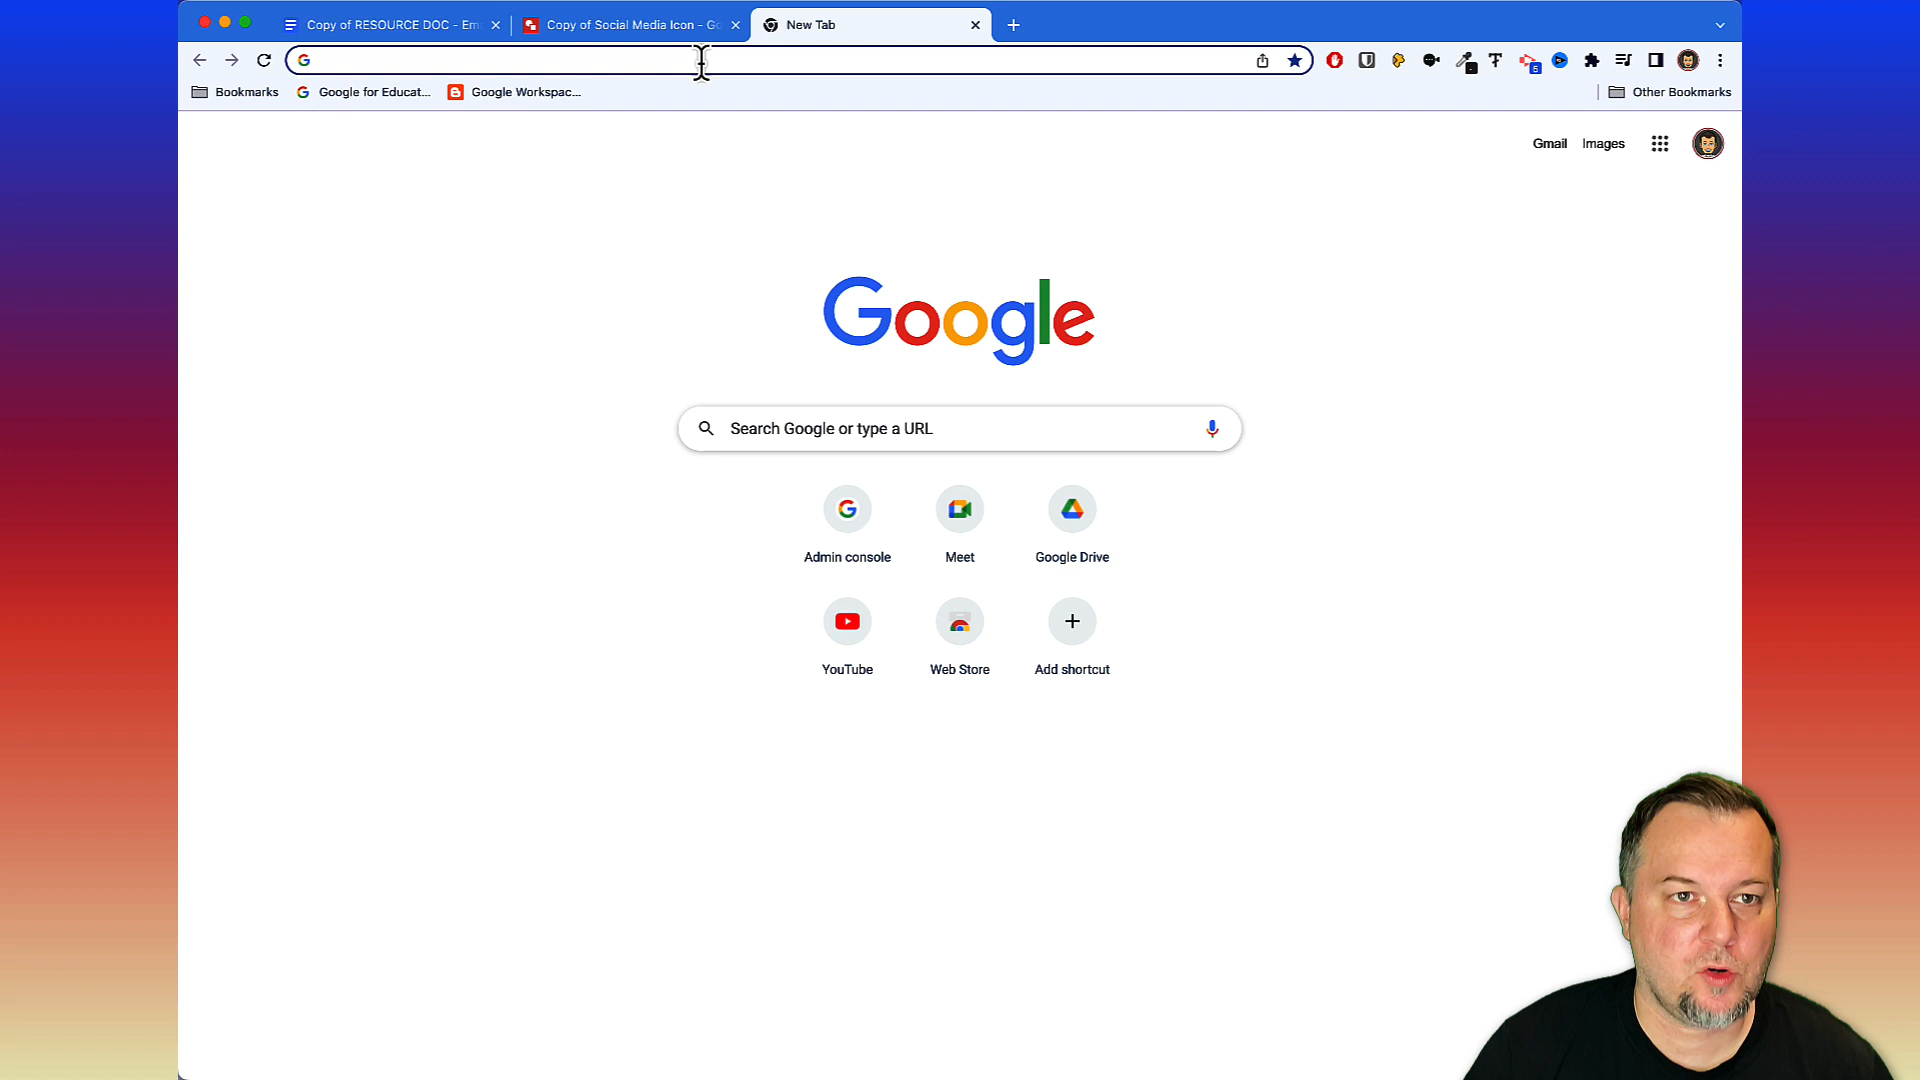 Copy of RESOURCE DOC - Em
Copy of Social Media Icon - Go
New Tab
Bookmarks
Google for Educat...
Google Workspac...
Other Bookmarks
Gmail
Images
Google
Search Google or type a URL
Admin console
Meet
Google Drive
YouTube
Web Store
Add shortcut